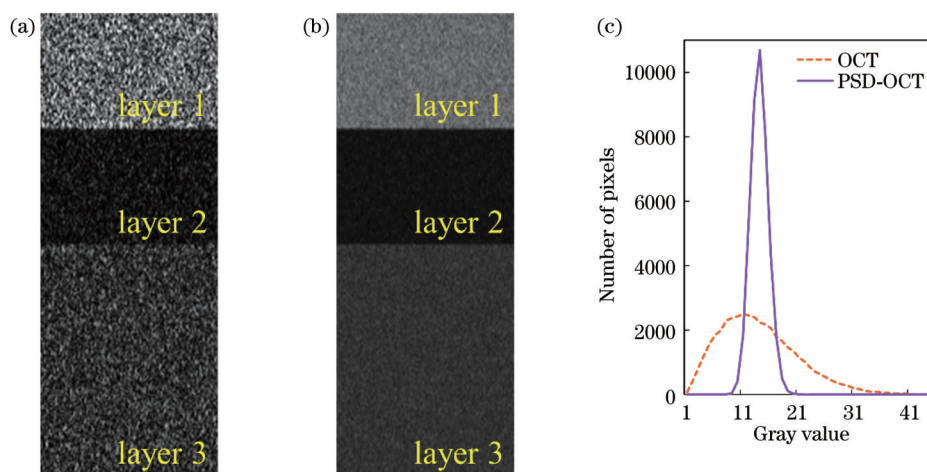 (a)
layer 1
layer 2
layer 3
(b)
layer 1
layer 2
layer 3
(c)
OCT
PSD-OCT
Number of pixels
10000
8000
6000
4000
2000
0
1 11 21 31 41
Gray value